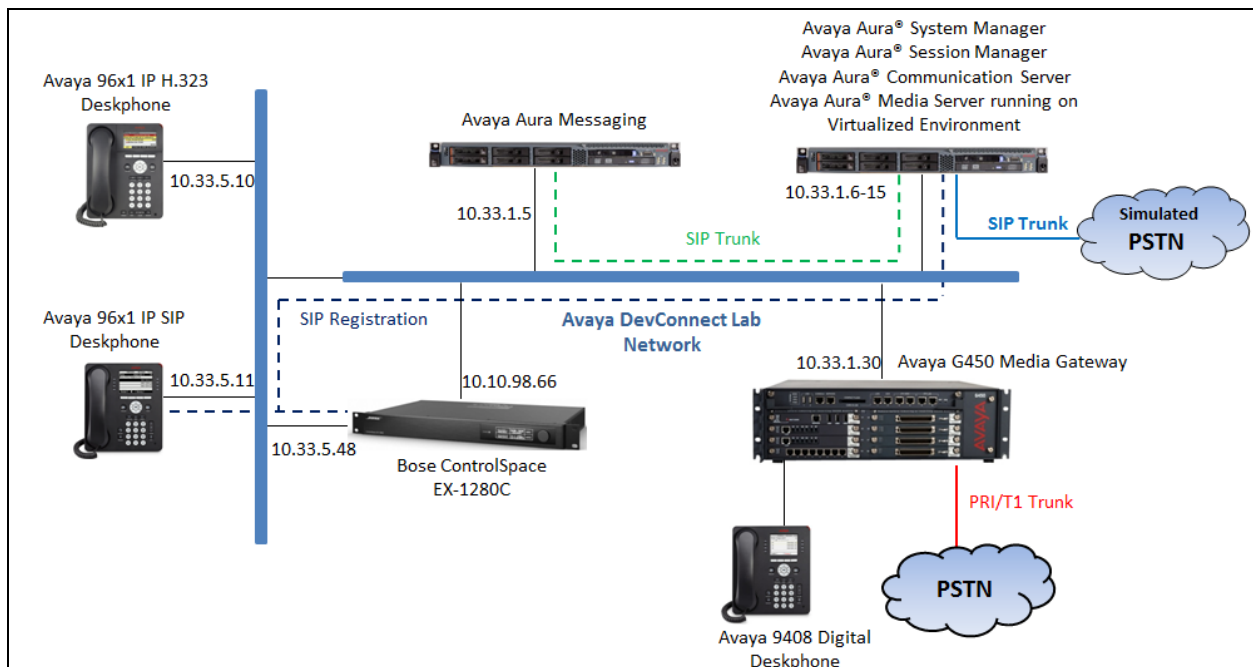 Avaya Aura® System Manager
Avaya Aura® Session Manager
Avaya Aura® Communication Server
Avaya Aura® Media Server running on
Virtualized Environment
Avaya 96x1 IP H.323
Deskphone
Avaya Aura Messaging
10.33.5.10
10.33.1.5
10.33.1.6-15
SIP Trunk
SIP Trunk
Simulated
PSTN
Avaya 96x1 IP SIP
Deskphone
SIP Registration
Avaya DevConnect Lab
Network
10.33.5.11
10.10.98.66
10.33.1.30
Avaya G450 Media Gateway
10.33.5.48
Bose ControlSpace
EX-1280C
AVAYA
PRI/T1 Trunk
PSTN
Avaya 9408 Digital
Deskphone